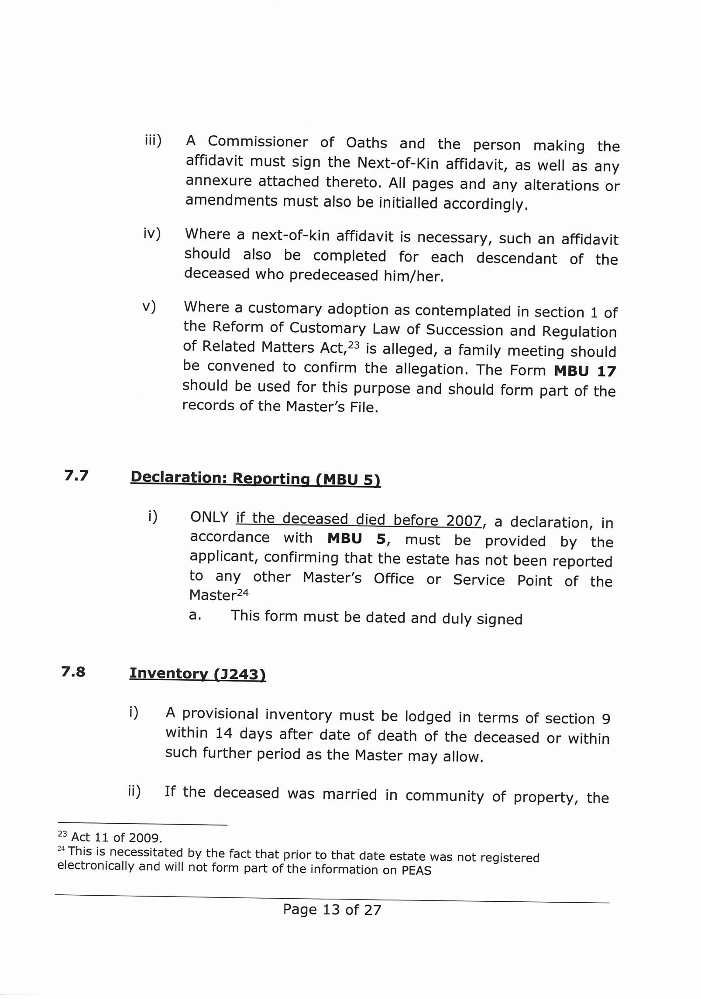 iii) A Commissioner of Oaths and the person making the
affidavit must sign the Next-of-Kin affidavit, as well as any
annexure attached thereto. All pages and any alterations or
amendments must also be initialled accordingly.
iv) Where a next-of-kin affidavit is necessary, such an affidavit
should also be completed for each descendant of the
deceased who predeceased him/her.
v) Where a customary adoption as contemplated in section 1 of
the Reform of Customary Law of Succession and Regulation
of Related Matters Act,23 is alleged, a family meeting should
be convened to confirm the allegation. The Form MBU 17
should be used for this purpose and should form part of the
records of the Master's File.
7.7 Declaration: Reporting (MBU 5)
i) ONLY if the deceased died before 2007, a declaration, in
accordance with MBU 5, must be provided by the
applicant, confirming that the estate has not been reported
to any other Master's Office or Service Point of the
Master24
a. This form must be dated and duly signed
7.8 Inventory (J243)
i) A provisional inventory must be lodged in terms of section 9
within 14 days after date of death of the deceased or within
such further period as the Master may allow.
ii) If the deceased was married in community of property, the
23 Act 11 of 2009.
24 This is necessitated by the fact that prior to that date estate was not registered
electronically and will not form part of the information on PEAS
Page 13 of 27